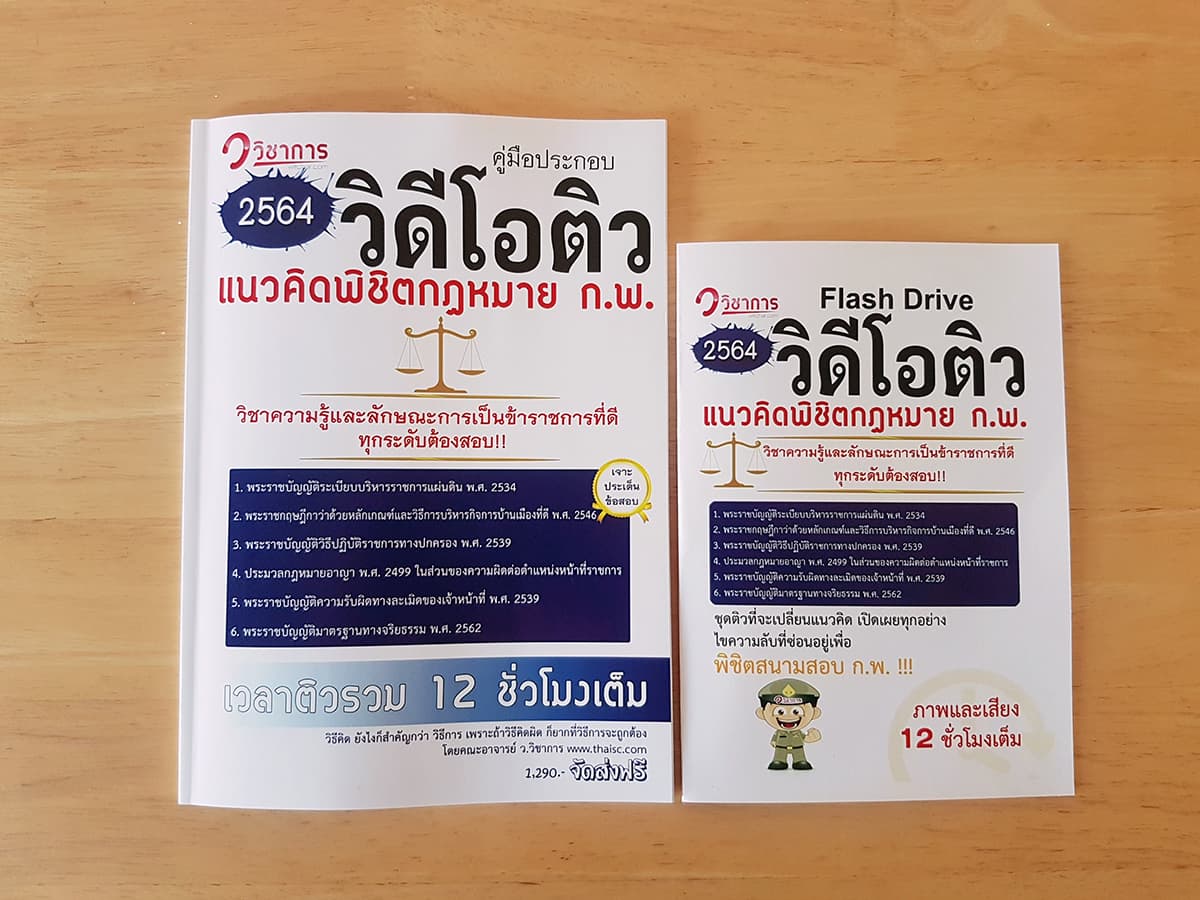 ว วิชาการ
คู่มือประกอบ
2564
วิดีโอติว
แนวคิดพิชิตกฎหมาย ก.พ.
วิชาความรู้และลักษณะการเป็นข้าราชการที่ดี
ทุกระดับต้องสอบ!!
เจาะ
ประเด็น
ข้อสอบ
1. พระราชบัญญัติระเบียบบริหารราชการแผ่นดิน พ.ศ. 2534
2. พระราชกฤษฎีกาว่าด้วยหลักเกณฑ์และวิธีการบริหารกิจการบ้านเมืองที่ดี พ.ศ. 2546
3. พระราชบัญญัติวิธีปฏิบัติราชการทางปกครอง พ.ศ. 2539
4. ประมวลกฎหมายอาญา พ.ศ. 2499 ในส่วนของความผิดต่อตำแหน่งหน้าที่ราชการ
5. พระราชบัญญัติความรับผิดทางละเมิดของเจ้าหน้าที่ พ.ศ. 2539
6. พระราชบัญญัติมาตรฐานทางจริยธรรม พ.ศ. 2562
เวลาติวรวม 12 ชั่วโมงเต็ม
วิธีคิด ยังไงก็สำคัญกว่า วิธีการ เพราะถ้าวิธีคิดผิด ก็ยากที่วิธีการจะถูกต้อง
โดยคณะอาจารย์ ว.วิชาการ www.thaisc.com
1,290.- จัดส่งฟรี
ว วิชาการ
Flash Drive
2564
วิดีโอติว
แนวคิดพิชิตกฎหมาย ก.พ.
วิชาความรู้และลักษณะการเป็นข้าราชการที่ดี
ทุกระดับต้องสอบ!!
1. พระราชบัญญัติระเบียบบริหารราชการแผ่นดิน พ.ศ. 2534
2. พระราชกฤษฎีกาว่าด้วยหลักเกณฑ์และวิธีการบริหารกิจการบ้านเมืองที่ดี พ.ศ. 2546
3. พระราชบัญญัติวิธีปฏิบัติราชการทางปกครอง พ.ศ. 2539
4. ประมวลกฎหมายอาญา พ.ศ. 2499 ในส่วนของความผิดต่อตำแหน่งหน้าที่ราชการ
5. พระราชบัญญัติความรับผิดทางละเมิดของเจ้าหน้าที่ พ.ศ. 2539
6. พระราชบัญญัติมาตรฐานทางจริยธรรม พ.ศ. 2562
ชุดติวที่จะเปลี่ยนแนวคิด เปิดเผยทุกอย่าง
ไขความลับที่ซ่อนอยู่เพื่อ
พิชิตสนามสอบ ก.พ. !!!
ภาพและเสียง
12 ชั่วโมงเต็ม